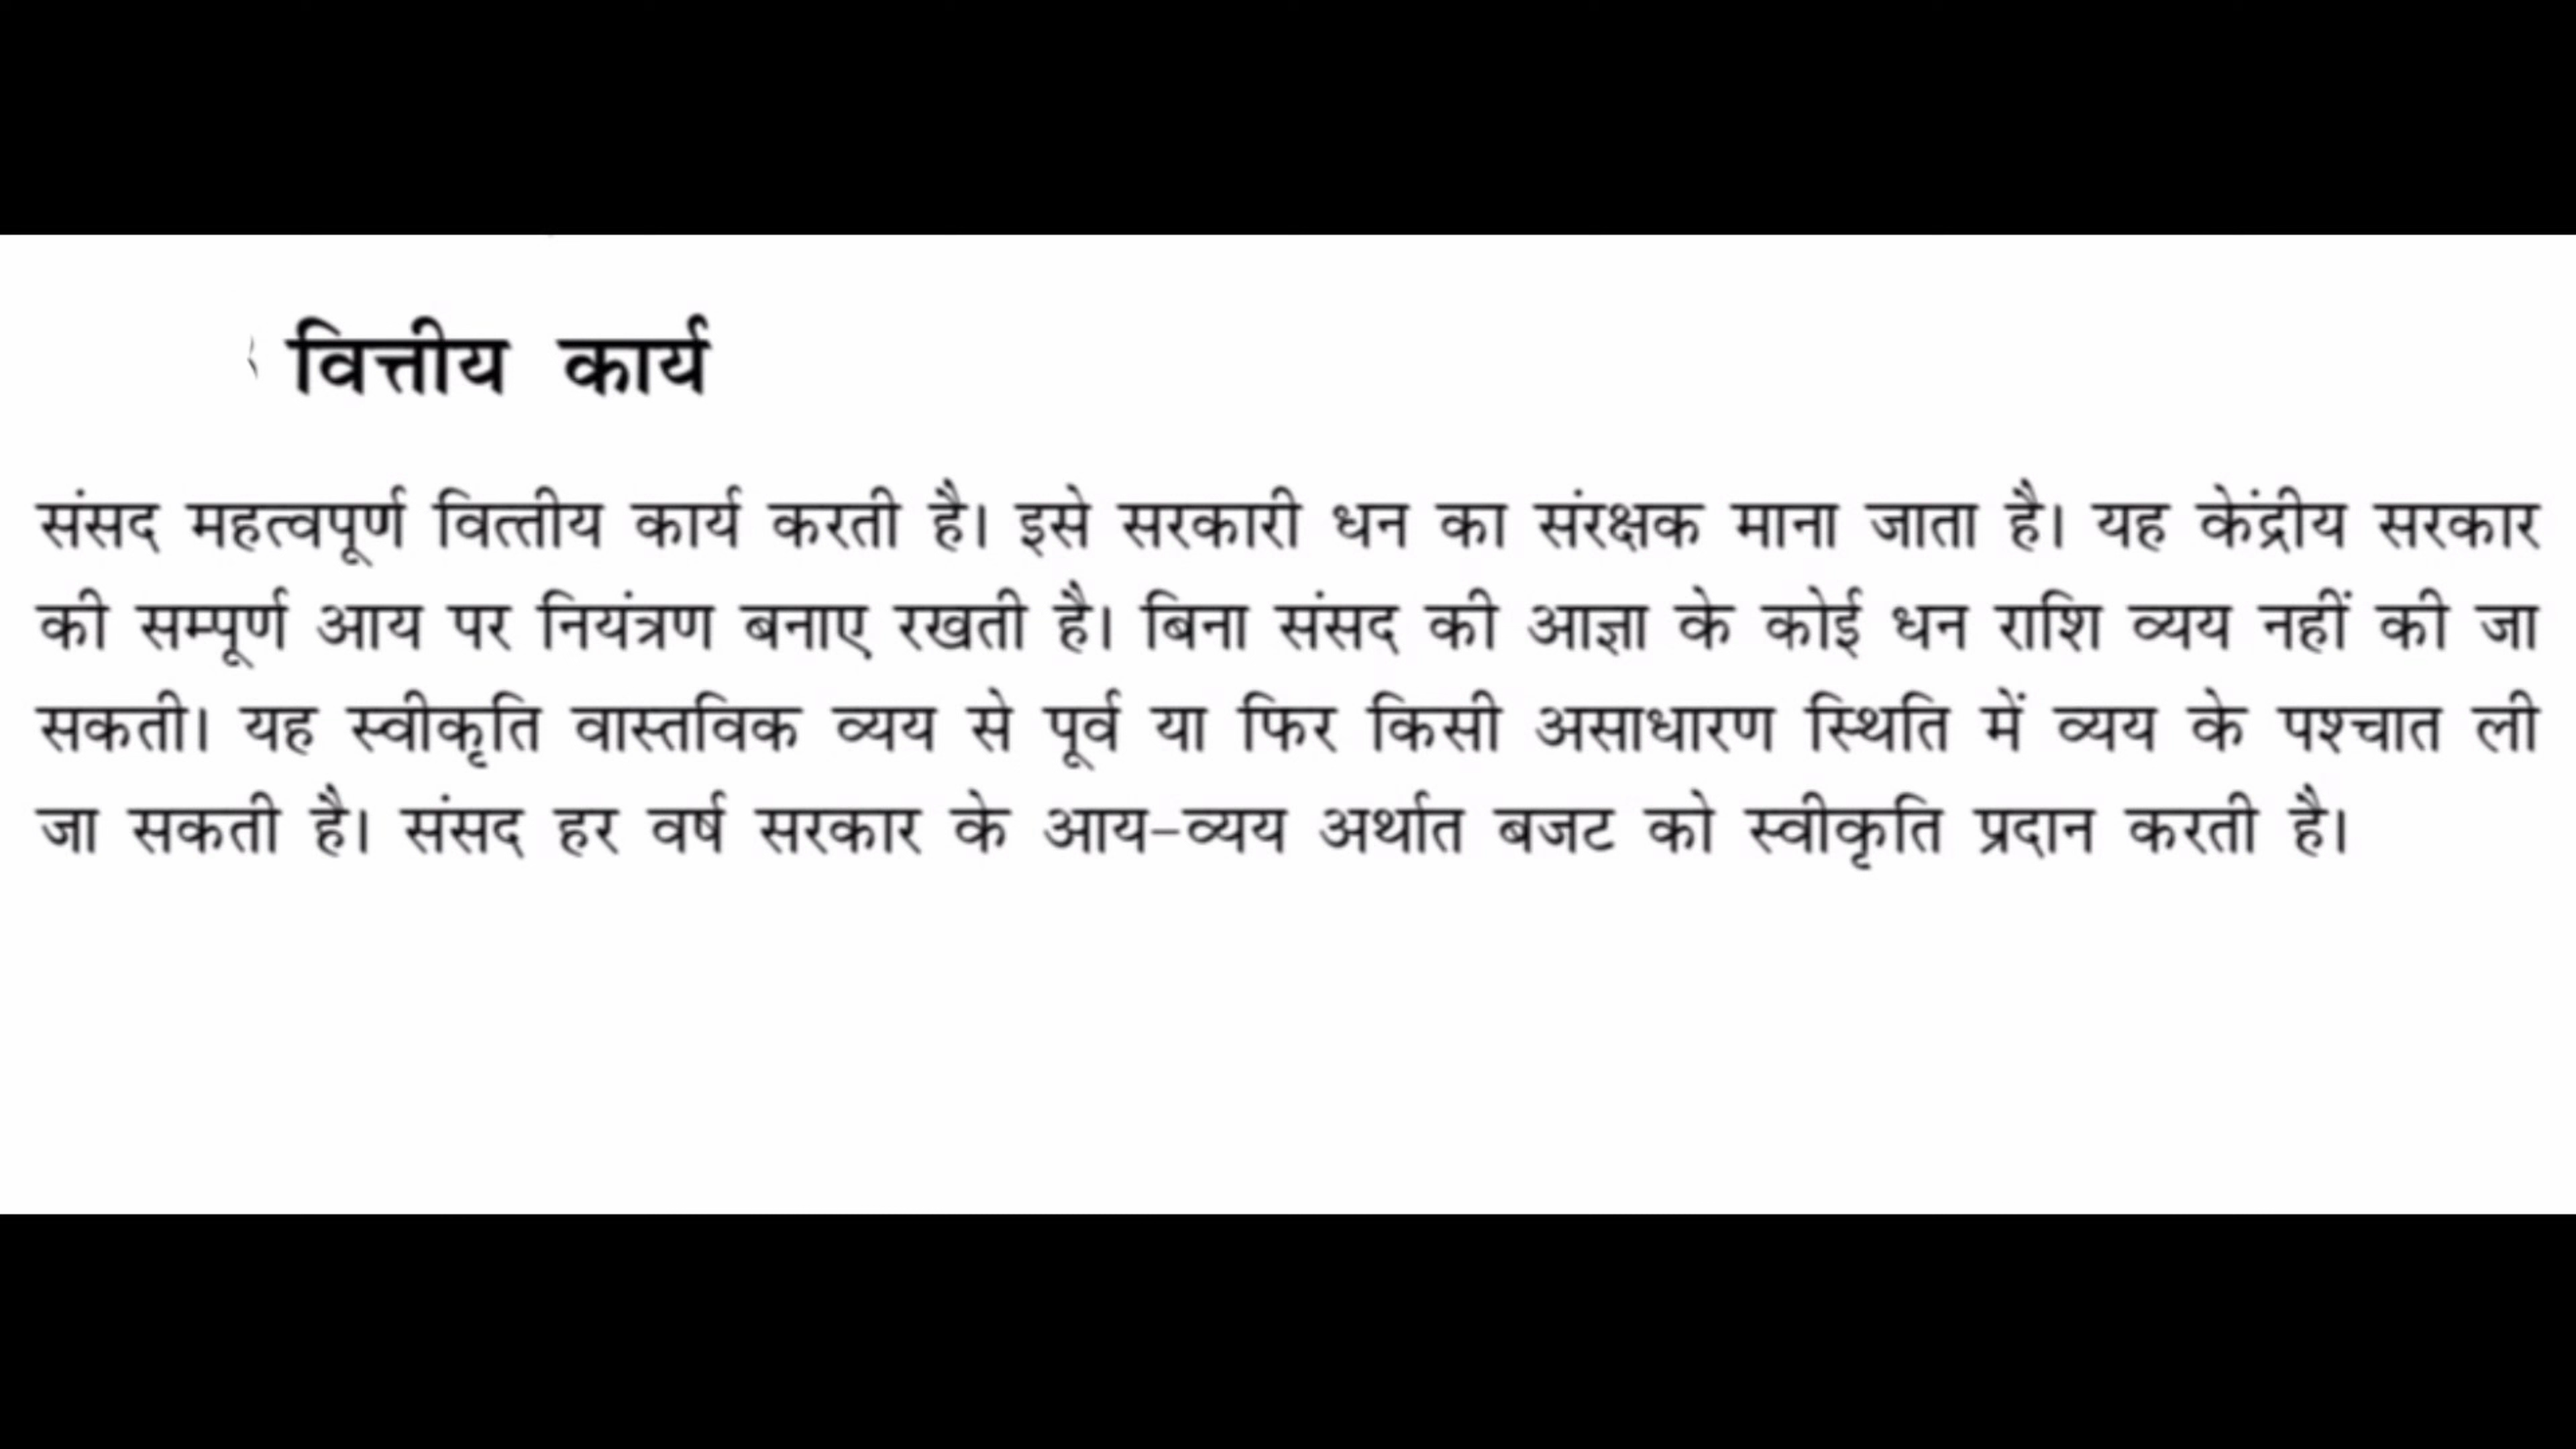 वित्तीय कार्य
संसद महत्वपूर्ण वित्तीय कार्य करती है। इसे सरकारी धन का संरक्षक माना जाता है। यह केंद्रीय सरकार
की सम्पूर्ण आय पर नियंत्रण बनाए रखती है। बिना संसद की आज्ञा के कोई धन राशि व्यय नहीं की जा
सकती। यह स्वीकृति वास्तविक व्यय से पूर्व या फिर किसी असाधारण स्थिति में व्यय के पश्चात ली
जा सकती है। संसद हर वर्ष सरकार के आय-व्यय अर्थात बजट को स्वीकृति प्रदान करती है।